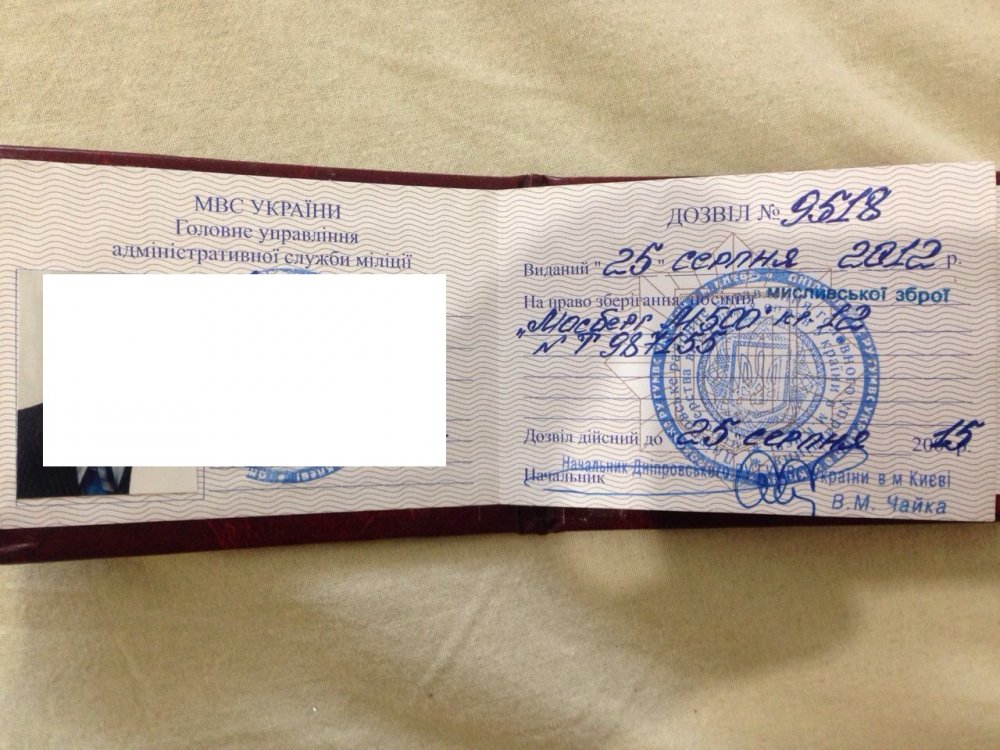 МВС УКРАЇНИ
Головне управління
адміністративної служби міліції
ДОЗВІЛ № 9518
Виданий "25" серпня 2012 р.
На право зберігання, носіння мисливської зброї
"Мосберг М 500" к. 12
N T 987155
Дозвіл дійсний до 25 серпня 2015 р.
Начальник Начальник Дніпровського України в м Києві
В.М. Чайка